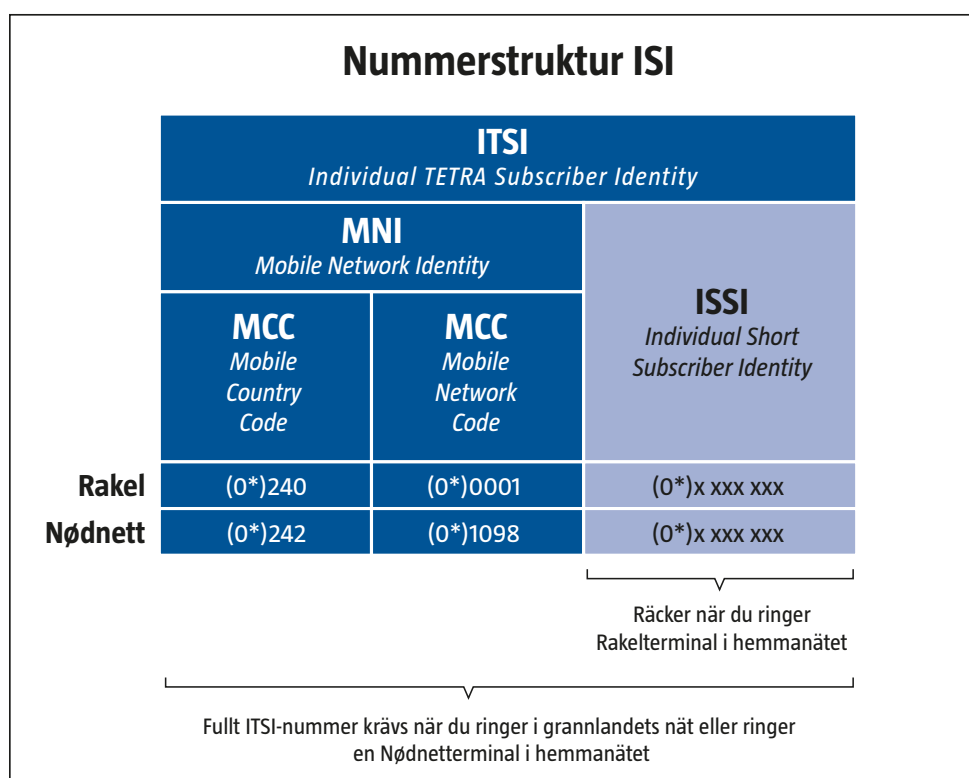 Nummerstruktur ISI
ITSI
Individual TETRA Subscriber Identity
MNI
Mobile Network Identity
ISSI
Individual Short
Subscriber Identity
MCC
Mobile
Country
Code
MCC
Mobile
Network
Code
Rakel (0*)240 (0*)0001 (0*)x xxx xxx
Nødnett (0*)242 (0*)1098 (0*)x xxx xxx
Räcker när du ringer
Rakelterminal i hemmanätet
Fullt ITSI-nummer krävs när du ringer i grannlandets nät eller ringer
en Nødnetterminal i hemmanätet